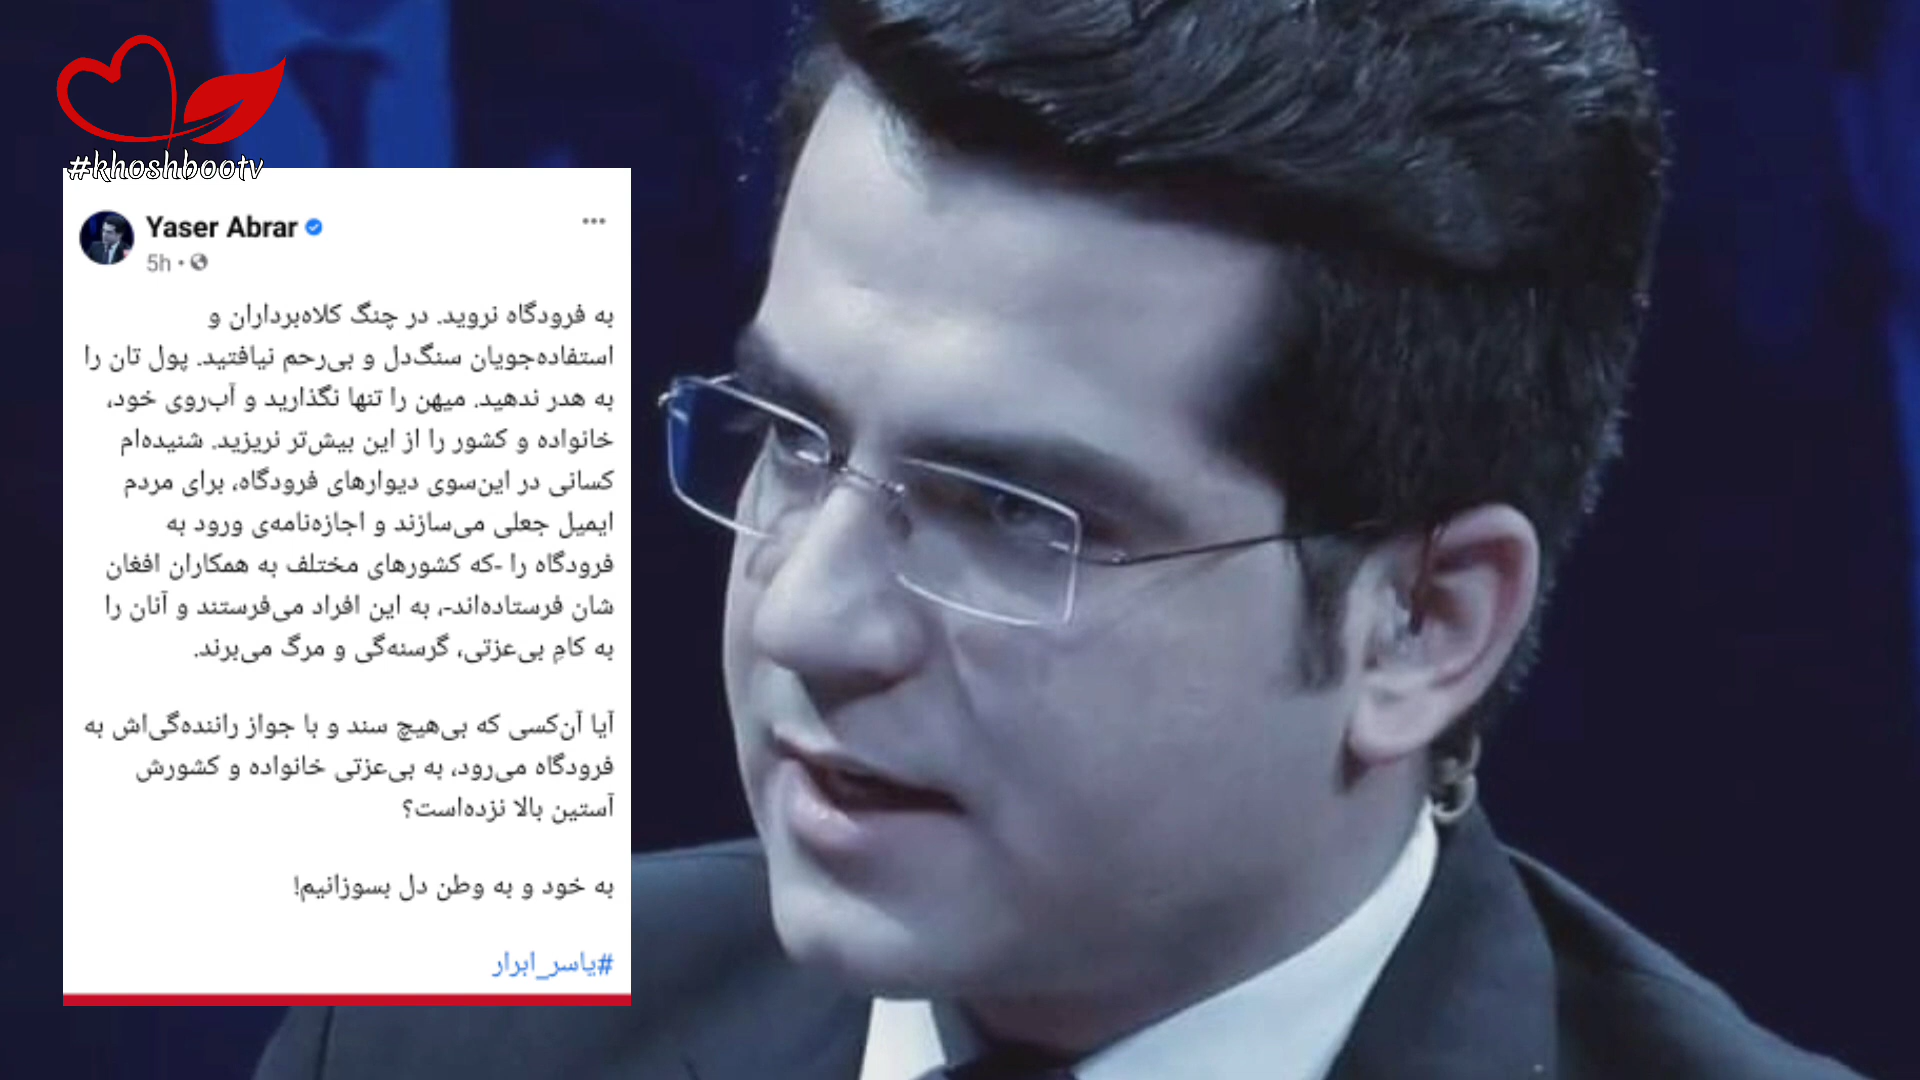 #khoshbootv
Yaser Abrar
5h
به فرودگاه نروید. در چنگ کلاه‌برداران و
استفاده‌جویان سنگ‌دل و بی‌رحم نیافتید. پول تان را
به هدر ندهید. میهن را تنها نگذارید و آب‌روی خود،
خانواده و کشور را از این بیش‌تر نریزید. شنیده‌ام
کسانی در این‌سوی دیوارهای فرودگاه، برای مردم
ایمیل جعلی می‌سازند و اجازه‌نامه‌ی ورود به
فرودگاه را -که کشورهای مختلف به همکاران افغان
شان فرستاده‌اند-، به این افراد می‌فرستند و آنان را
به کامِ بی‌عزتی، گرسنه‌گی و مرگ می‌برند.
آیا آن‌کسی که بی‌هیچ سند و با جواز راننده‌گی‌اش به
فرودگاه می‌رود، به بی‌عزتی خانواده و کشورش
آستین بالا نزده‌است؟
به خود و به وطن دل بسوزانیم!
#یاسر_ابرار